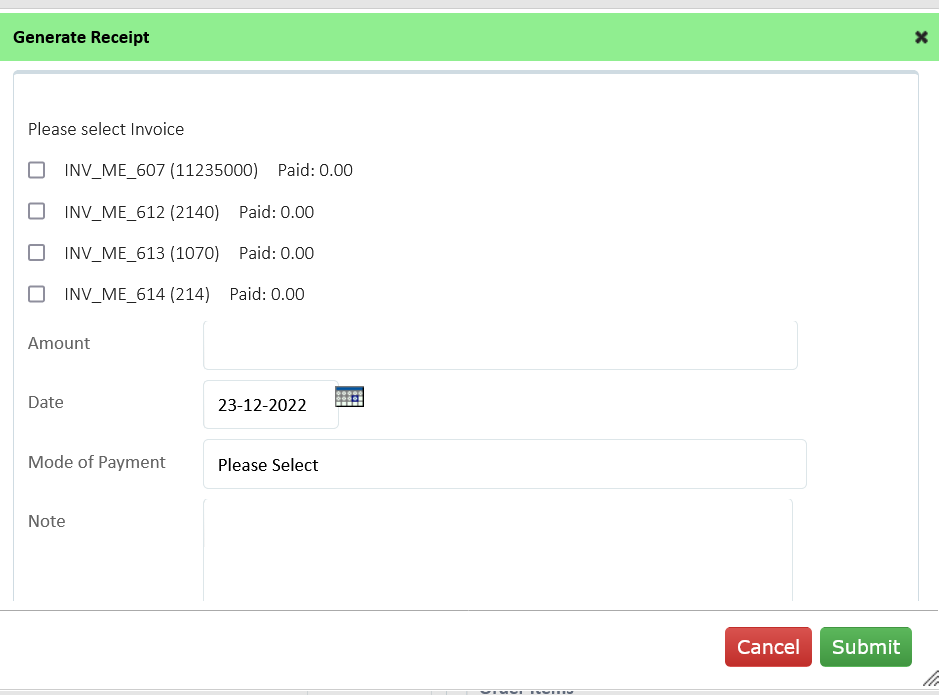 Generate Receipt
Please select Invoice
INV_ME_607 (11235000) Paid: 0.00
INV_ME_612 (2140) Paid: 0.00
INV_ME_613 (1070) Paid: 0.00
INV_ME_614 (214) Paid: 0.00
Amount
Date 23-12-2022
Mode of Payment Please Select
Note
Cancel Submit
Order Items